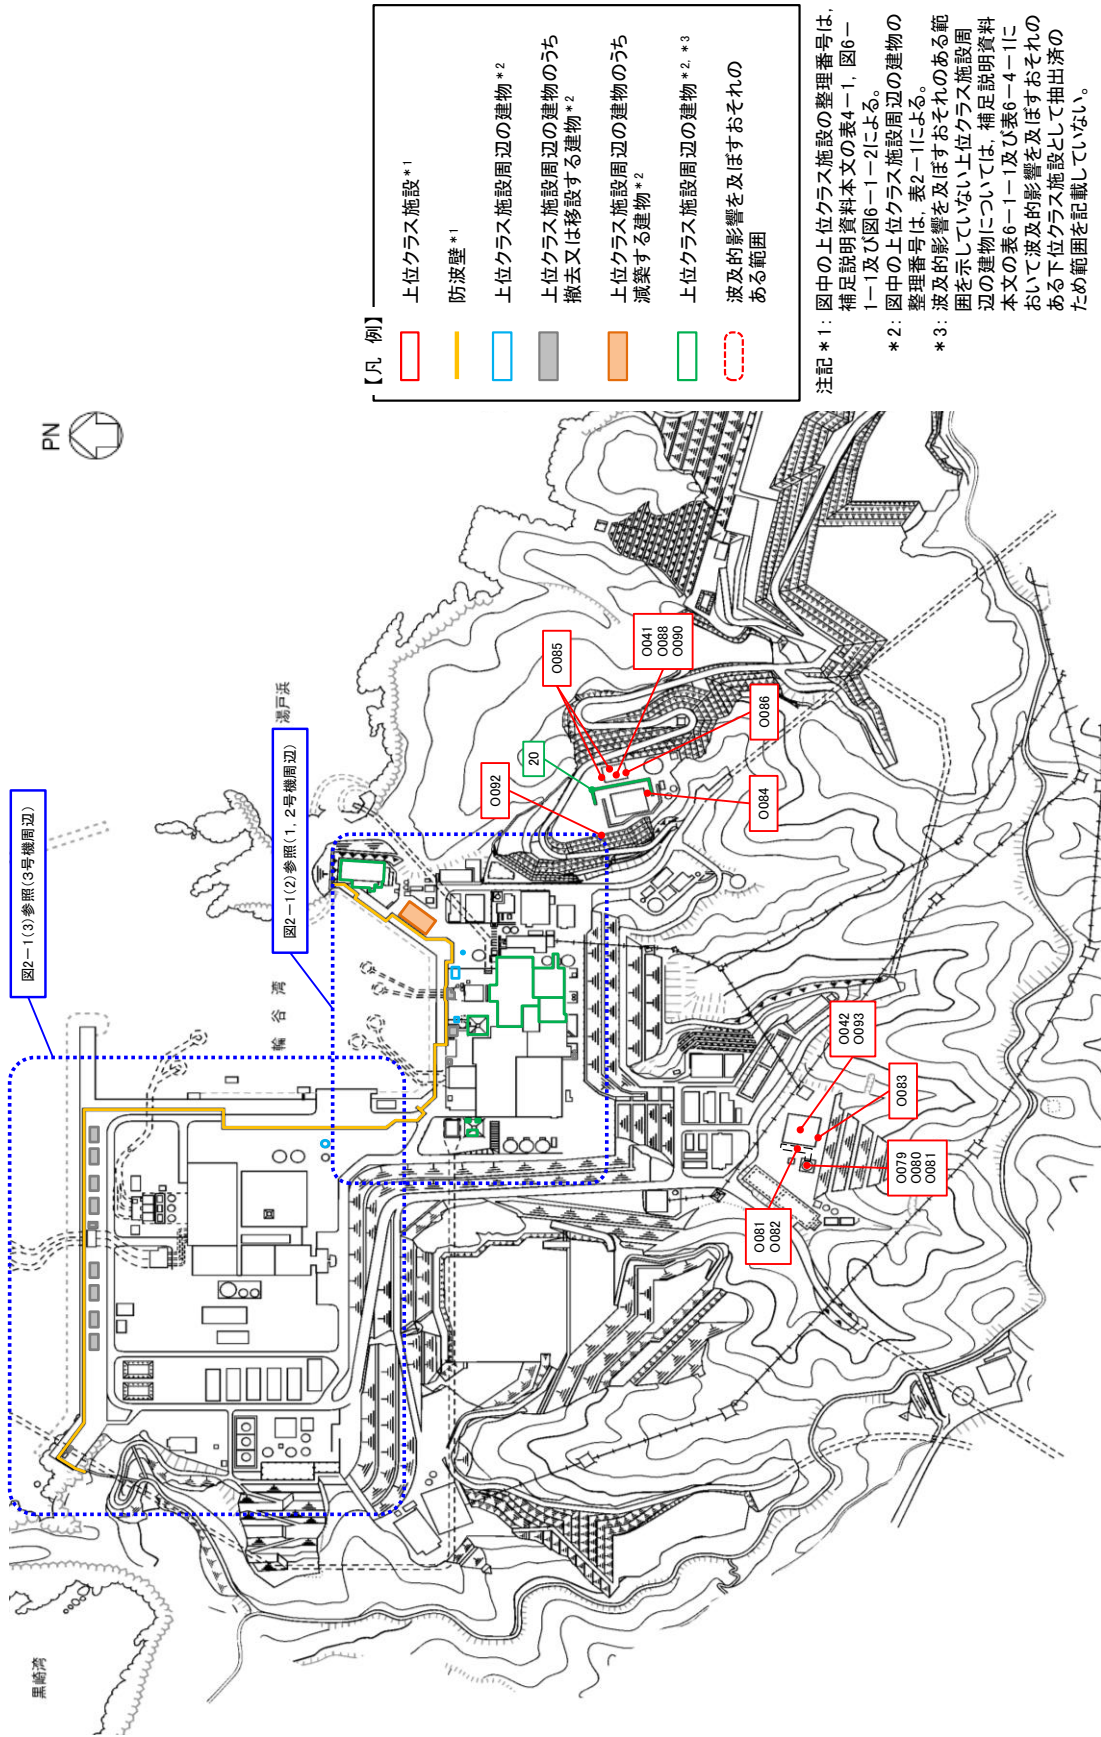 PN
黒崎湾
輪谷湾
湯戸浜
図2－1(3)参照(3号機周辺)
図2－1(2)参照(1，2号機周辺)
O092
20
O085
O041
O088
O090
O086
O084
O042
O093
O083
O079
O080
O081
O081
O082
【凡 例】
上位クラス施設*1
防波壁*1
上位クラス施設周辺の建物*2
上位クラス施設周辺の建物のうち
撤去又は移設する建物*2
上位クラス施設周辺の建物のうち
減築する建物*2
上位クラス施設周辺の建物*2, *3
波及的影響を及ぼすおそれの
ある範囲
注記 *1：図中の上位クラス施設の整理番号は，
補足説明資料本文の表4－1，図6－
1－1及び図6－1－2による。
*2：図中の上位クラス施設周辺の建物の
整理番号は，表2－1による。
*3：波及的影響を及ぼすおそれのある範
囲を示していない上位クラス施設周
辺の建物については，補足説明資料
本文の表6－1－1及び表6－4－1に
おいて波及的影響を及ぼすおそれの
ある下位クラス施設として抽出済の
ため範囲を記載していない。